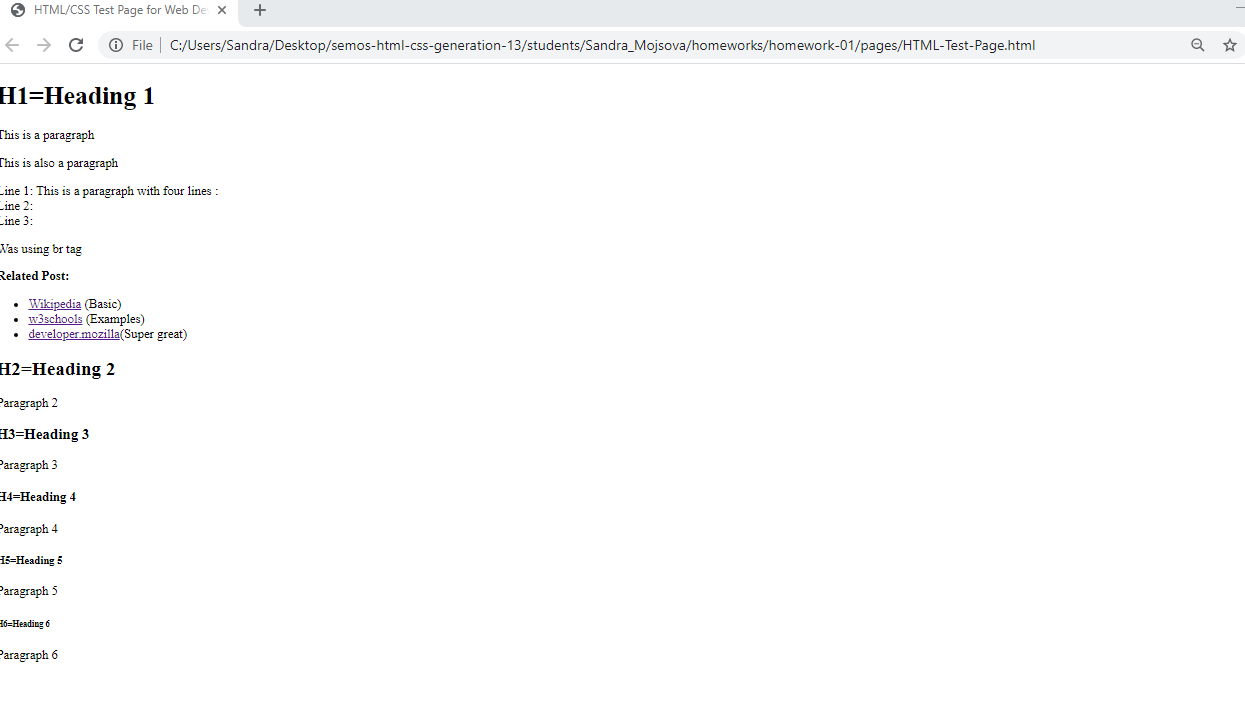 HTML/CSS Test Page for Web De
File
C:/Users/Sandra/Desktop/semos-html-css-generation-13/students/Sandra_Mojsova/homeworks/homework-01/pages/HTML-Test-Page.html
H1=Heading 1
This is a paragraph
This is also a paragraph
Line 1: This is a paragraph with four lines :
Line 2:
Line 3:
Was using br tag
Related Post:
• Wikipedia (Basic)
• w3schools (Examples)
• developer.mozilla(Super great)
H2=Heading 2
Paragraph 2
H3=Heading 3
Paragraph 3
H4=Heading 4
Paragraph 4
H5=Heading 5
Paragraph 5
H6=Heading 6
Paragraph 6